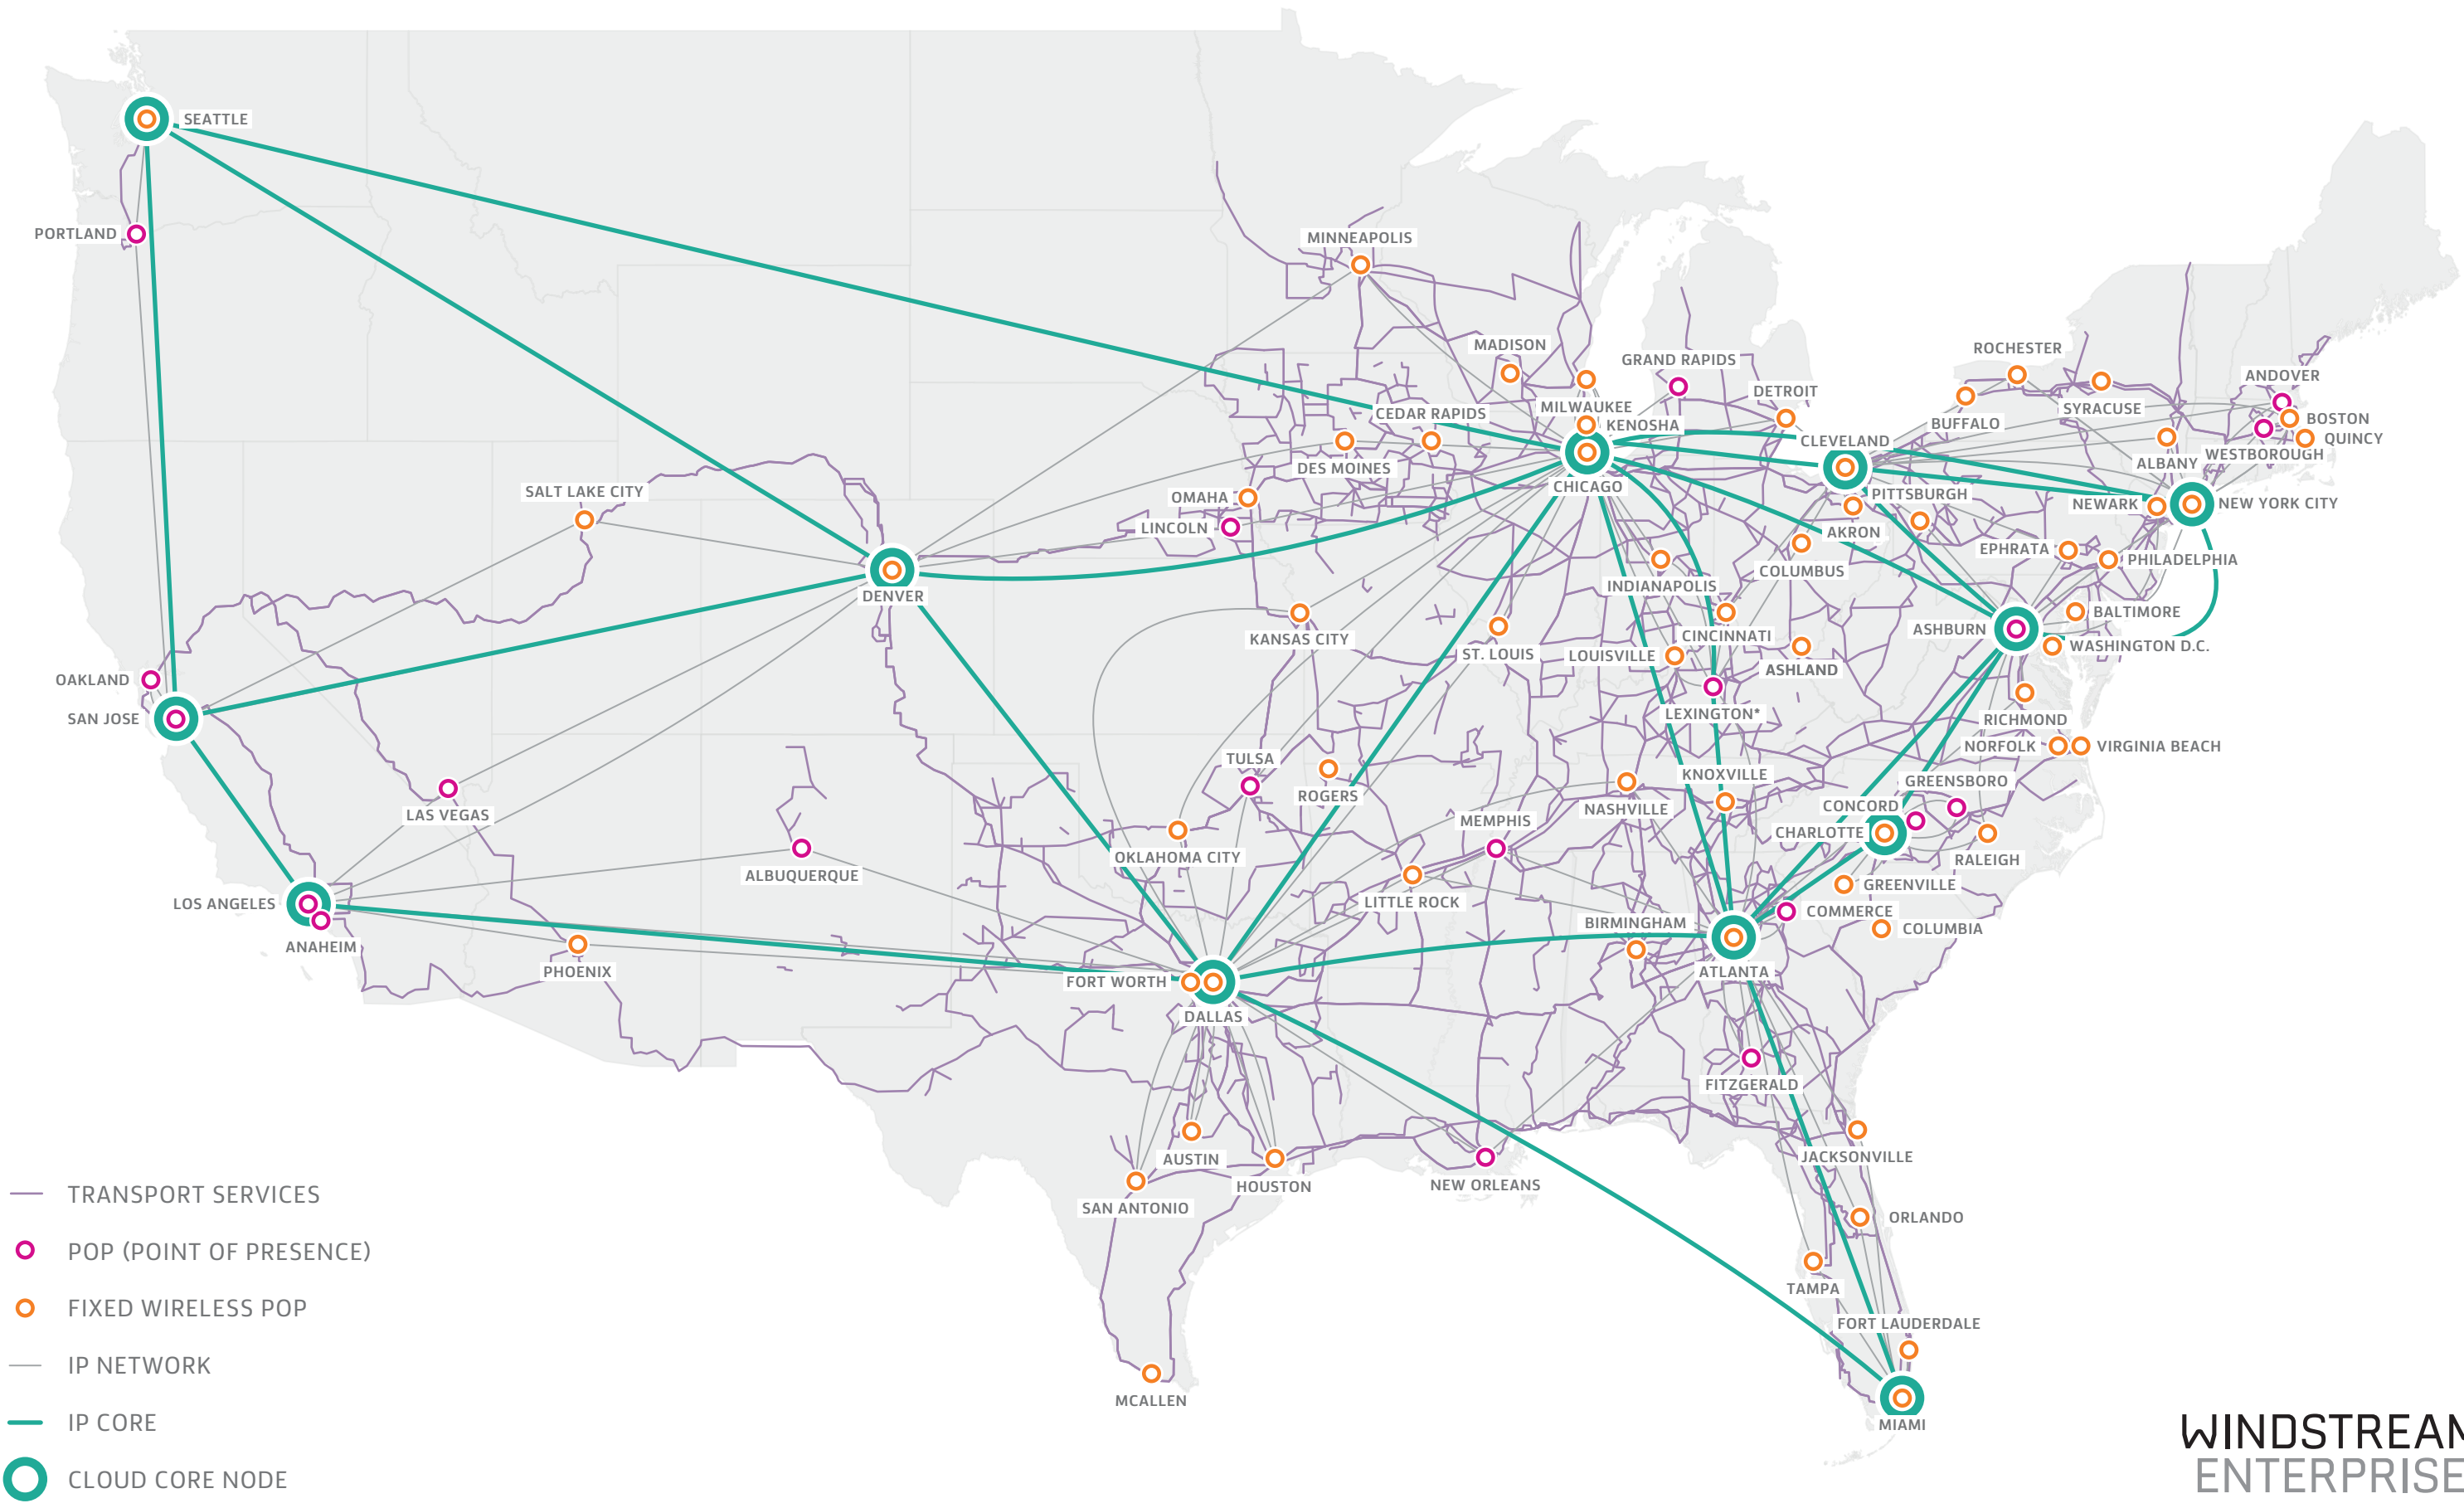 SEATTLE
PORTLAND
MINNEAPOLIS
MADISON
GRAND RAPIDS
ROCHESTER
DETROIT
ANDOVER
CEDAR RAPIDS
MILWAUKEE
SYRACUSE
BOSTON
KENOSHA
BUFFALO
QUINCY
CLEVELAND
WESTBOROUGH
ALBANY
DES MOINES
CHICAGO
SALT LAKE CITY
OMAHA
PITTSBURGH
NEWARK
NEW YORK CITY
LINCOLN
AKRON
EPHRATA
PHILADELPHIA
COLUMBUS
INDIANAPOLIS
DENVER
BALTIMORE
ASHBURN
CINCINNATI
KANSAS CITY
WASHINGTON D.C.
ST. LOUIS
LOUISVILLE
ASHLAND
OAKLAND
LEXINGTON*
SAN JOSE
RICHMOND
NORFOLK
VIRGINIA BEACH
TULSA
KNOXVILLE
GREENSBORO
ROGERS
CONCORD
NASHVILLE
LAS VEGAS
MEMPHIS
CHARLOTTE
OKLAHOMA CITY
RALEIGH
ALBUQUERQUE
GREENVILLE
LITTLE ROCK
LOS ANGELES
COMMERCE
BIRMINGHAM
COLUMBIA
ANAHEIM
PHOENIX
ATLANTA
FORT WORTH
DALLAS
FITZGERALD
JACKSONVILLE
AUSTIN
NEW ORLEANS
HOUSTON
SAN ANTONIO
ORLANDO
TAMPA
FORT LAUDERDALE
MCALLEN
MIAMI
TRANSPORT SERVICES
POP (POINT OF PRESENCE)
FIXED WIRELESS POP
IP NETWORK
IP CORE
CLOUD CORE NODE
WINDSTREAM
ENTERPRISE